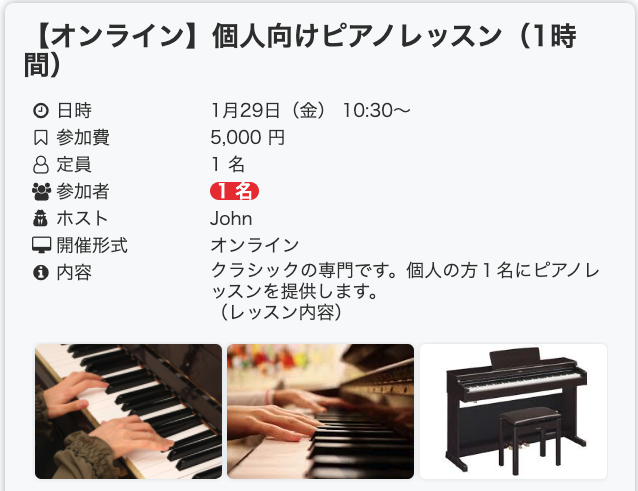 【オンライン】個人向けピアノレッスン（1時
間）
日時 1月29日（金） 10:30〜
参加費 5,000 円
定員 1 名
参加者 1 名
ホスト John
開催形式 オンライン
内容 クラシックの専門です。個人の方１名にピアノレ
ッスンを提供します。
（レッスン内容）